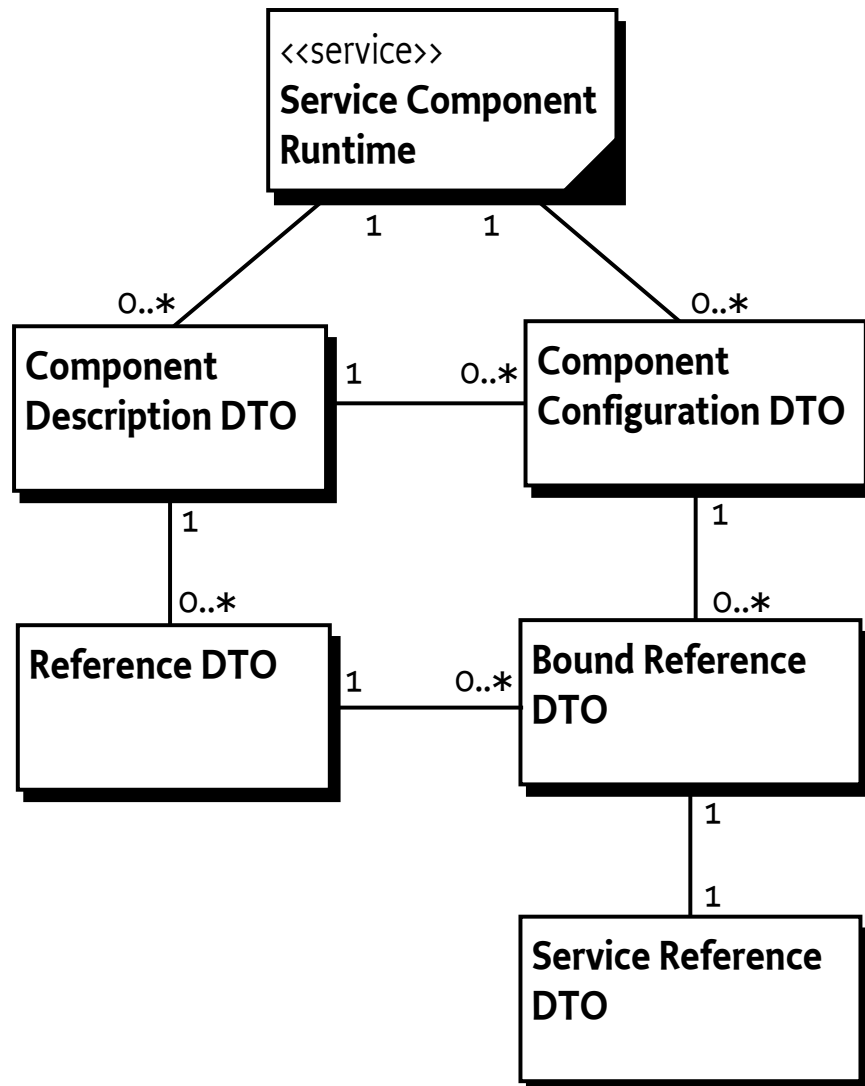 <<service>>
Service Component
Runtime
1 1
0..* 0..*
Component
Description DTO
1 0..*
Component
Configuration DTO
1 1
0..* 0..*
Reference DTO
1 0..*
Bound Reference
DTO
1
1
Service Reference
DTO